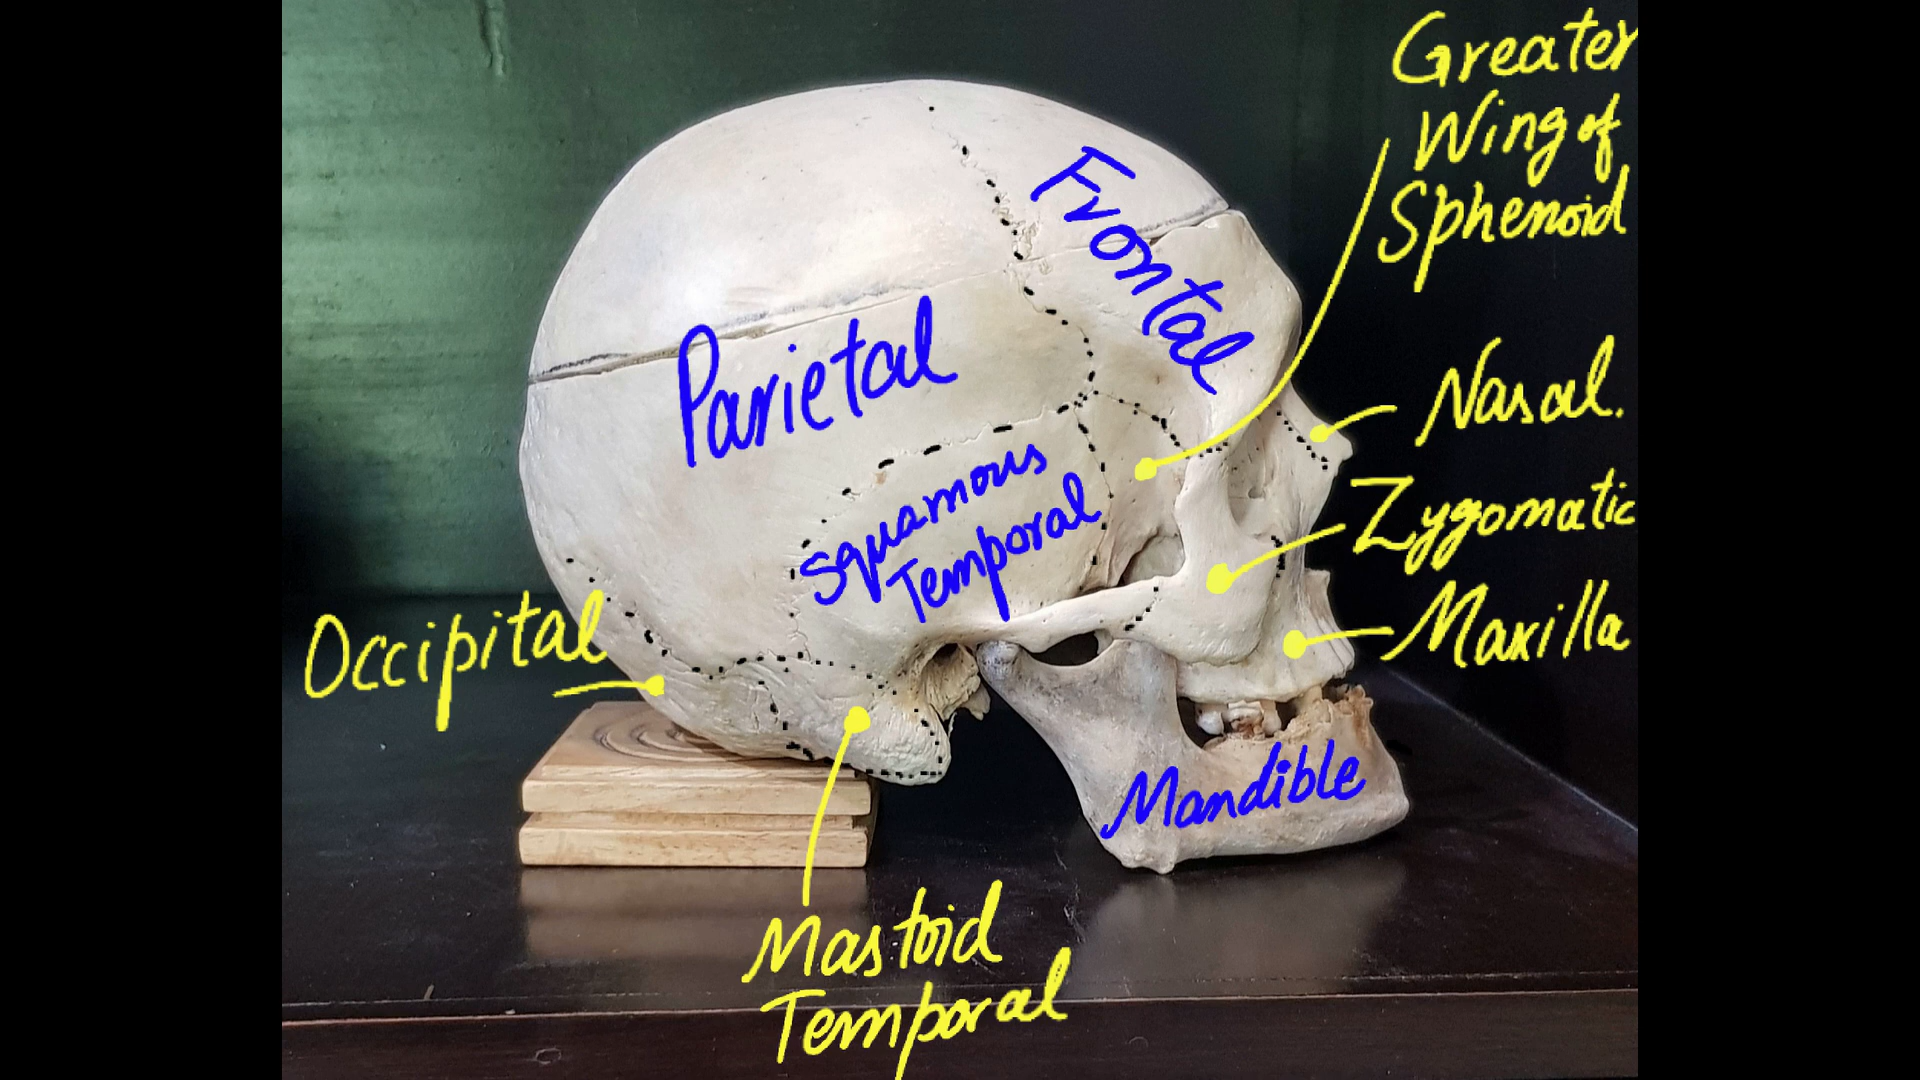 Greater
Wing of
Sphenoid
Frontal
Parietal
Nasal.
squamous
Temporal
Zygomatic
Occipital
Maxilla
Mandible
Mastoid
Temporal